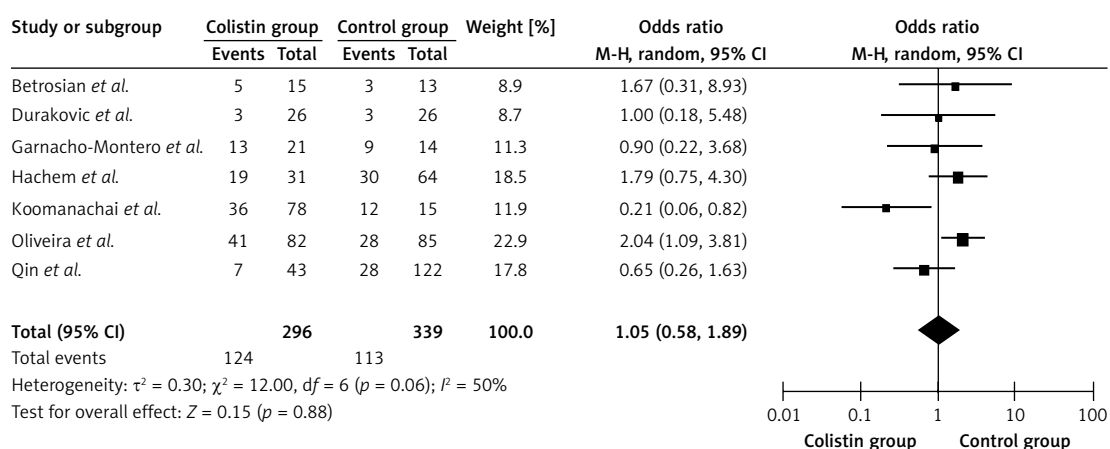 Study or subgroup Colistin group Control group Weight [%] Odds ratio Odds ratio
Events Total Events Total M-H, random, 95% CI M-H, random, 95% CI
Betrosian et al. 5 15 3 13 8.9 1.67 (0.31, 8.93)
Durakovic et al. 3 26 3 26 8.7 1.00 (0.18, 5.48)
Garnacho-Montero et al. 13 21 9 14 11.3 0.90 (0.22, 3.68)
Hachem et al. 19 31 30 64 18.5 1.79 (0.75, 4.30)
Koomanachai et al. 36 78 12 15 11.9 0.21 (0.06, 0.82)
Oliveira et al. 41 82 28 85 22.9 2.04 (1.09, 3.81)
Qin et al. 7 43 28 122 17.8 0.65 (0.26, 1.63)
Total (95% CI) 296 339 100.0 1.05 (0.58, 1.89)
Total events 124 113
Heterogeneity: τ² = 0.30; χ² = 12.00, df = 6 (p = 0.06); I² = 50%
Test for overall effect: Z = 0.15 (p = 0.88)
0.01 0.1 1 10 100
Colistin group Control group